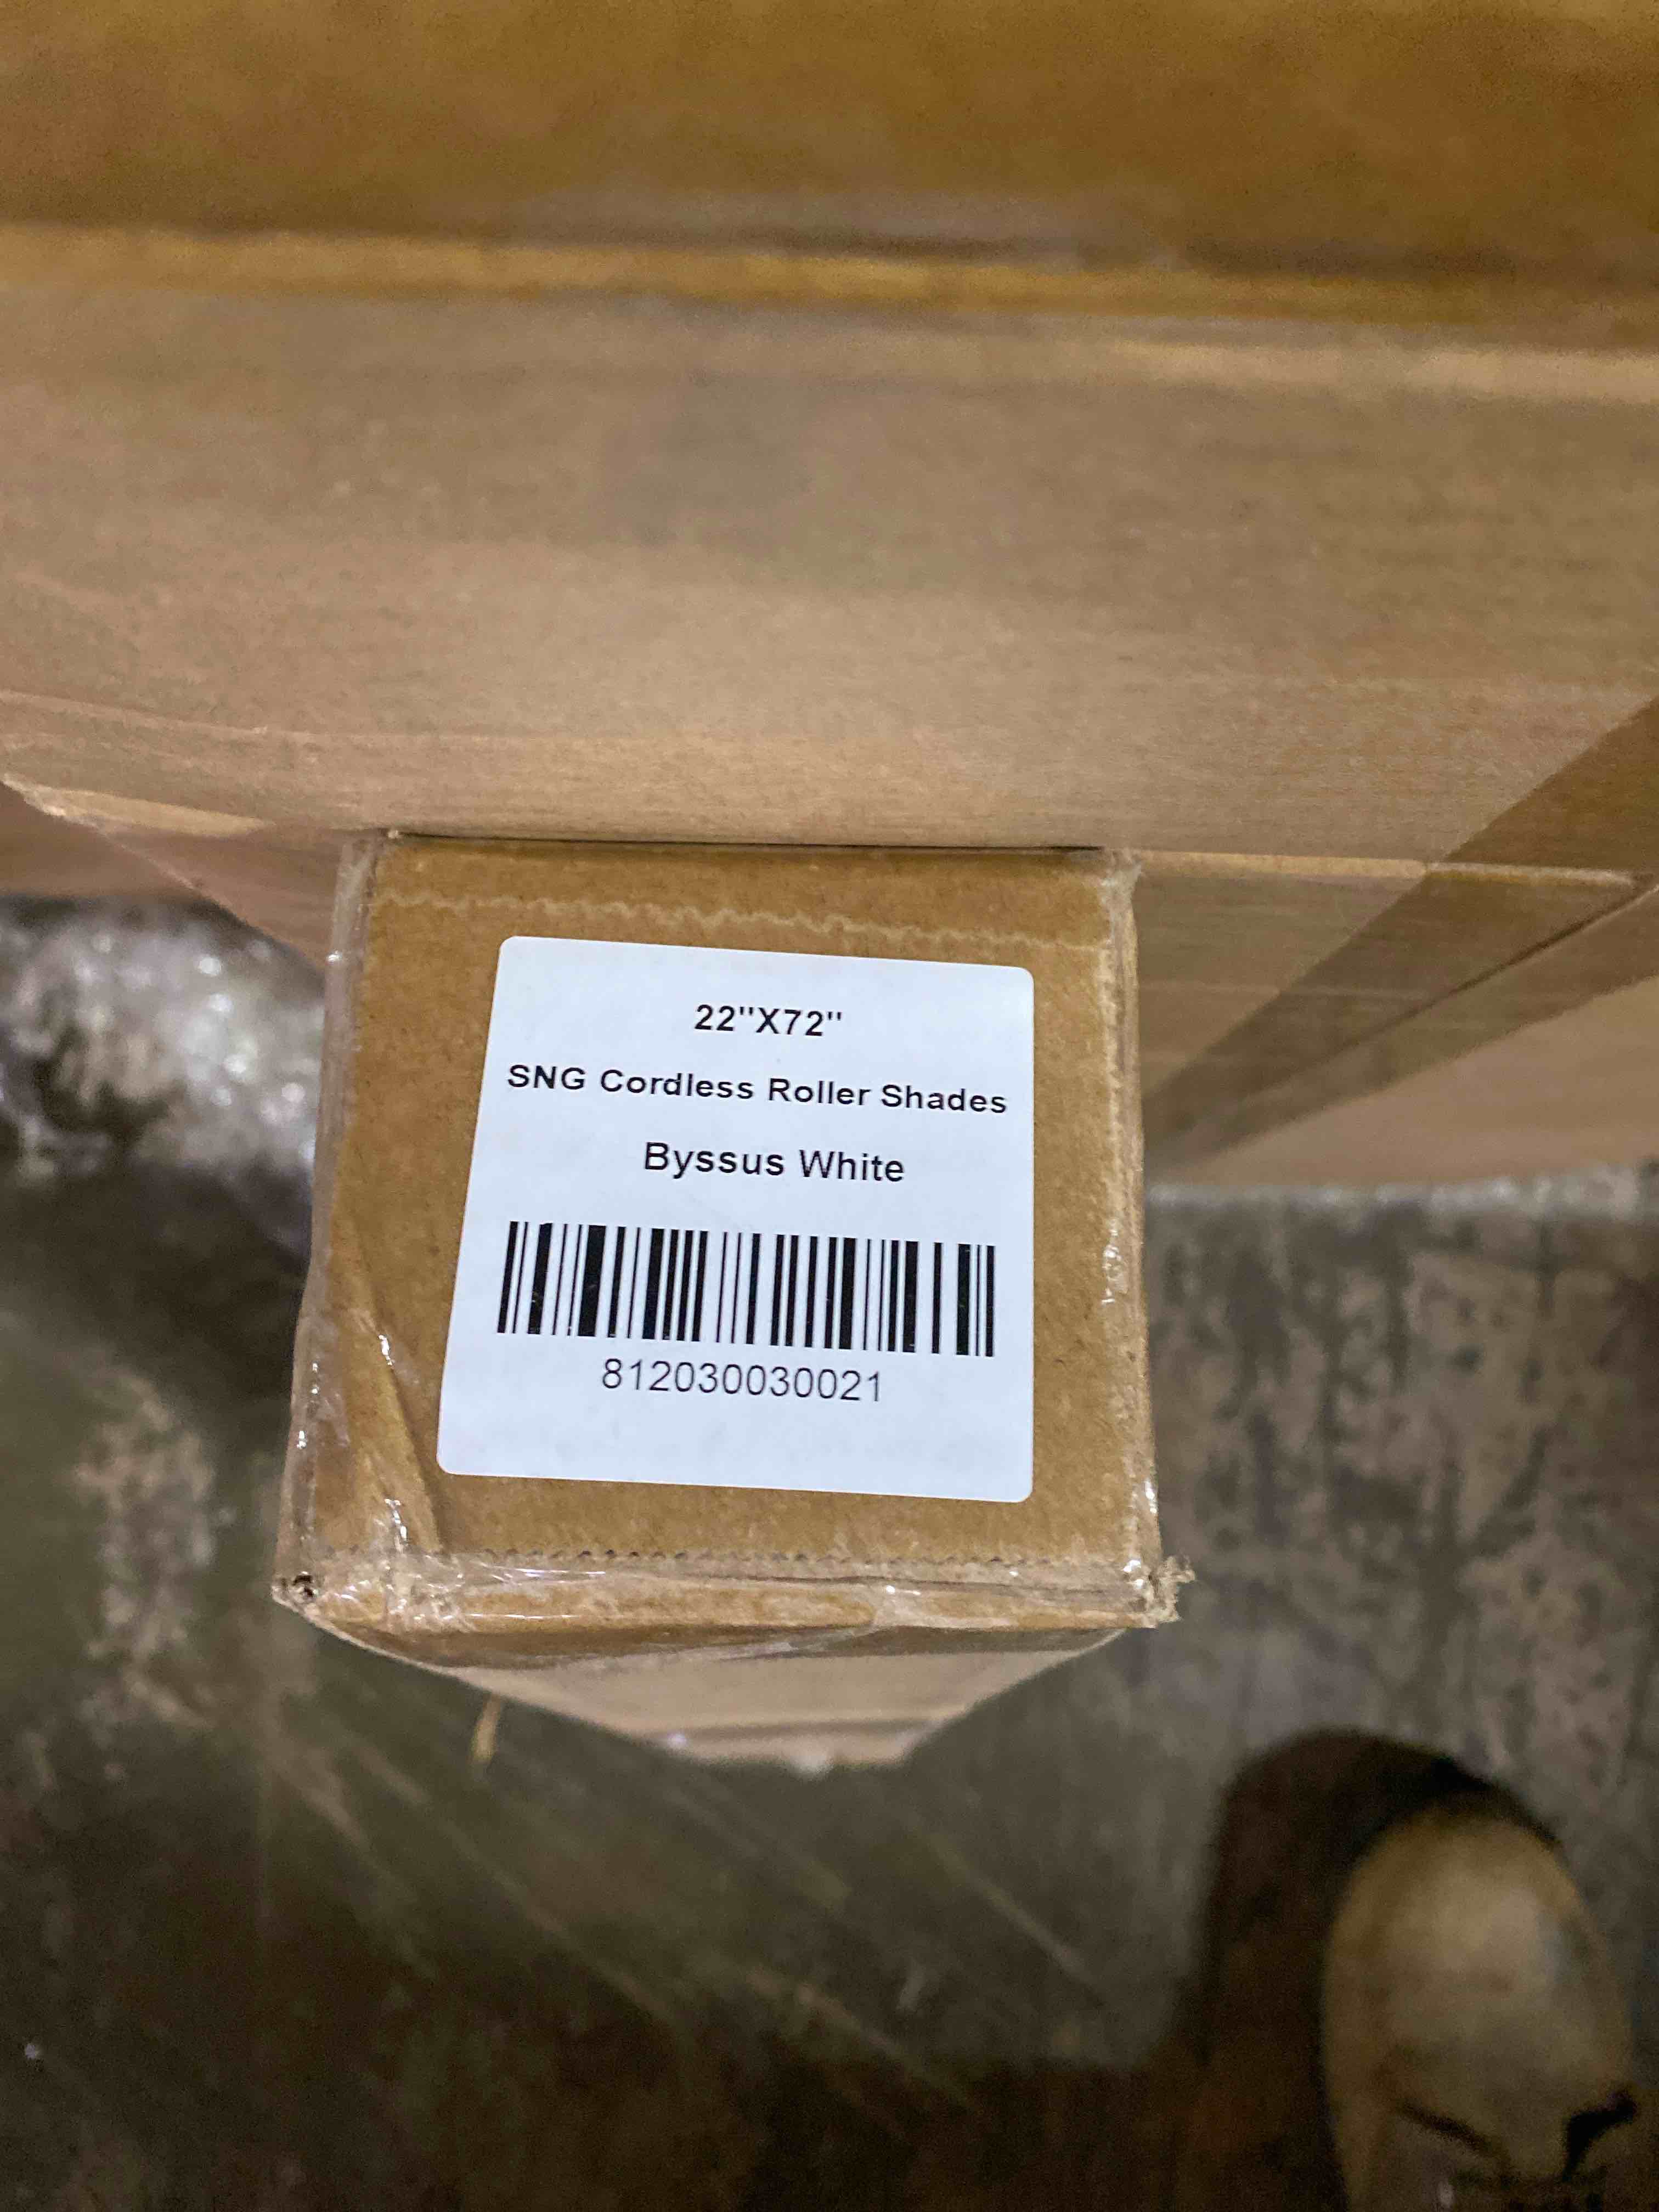 22''X72''
SNG Cordless Roller Shades
Byssus White
812030030021